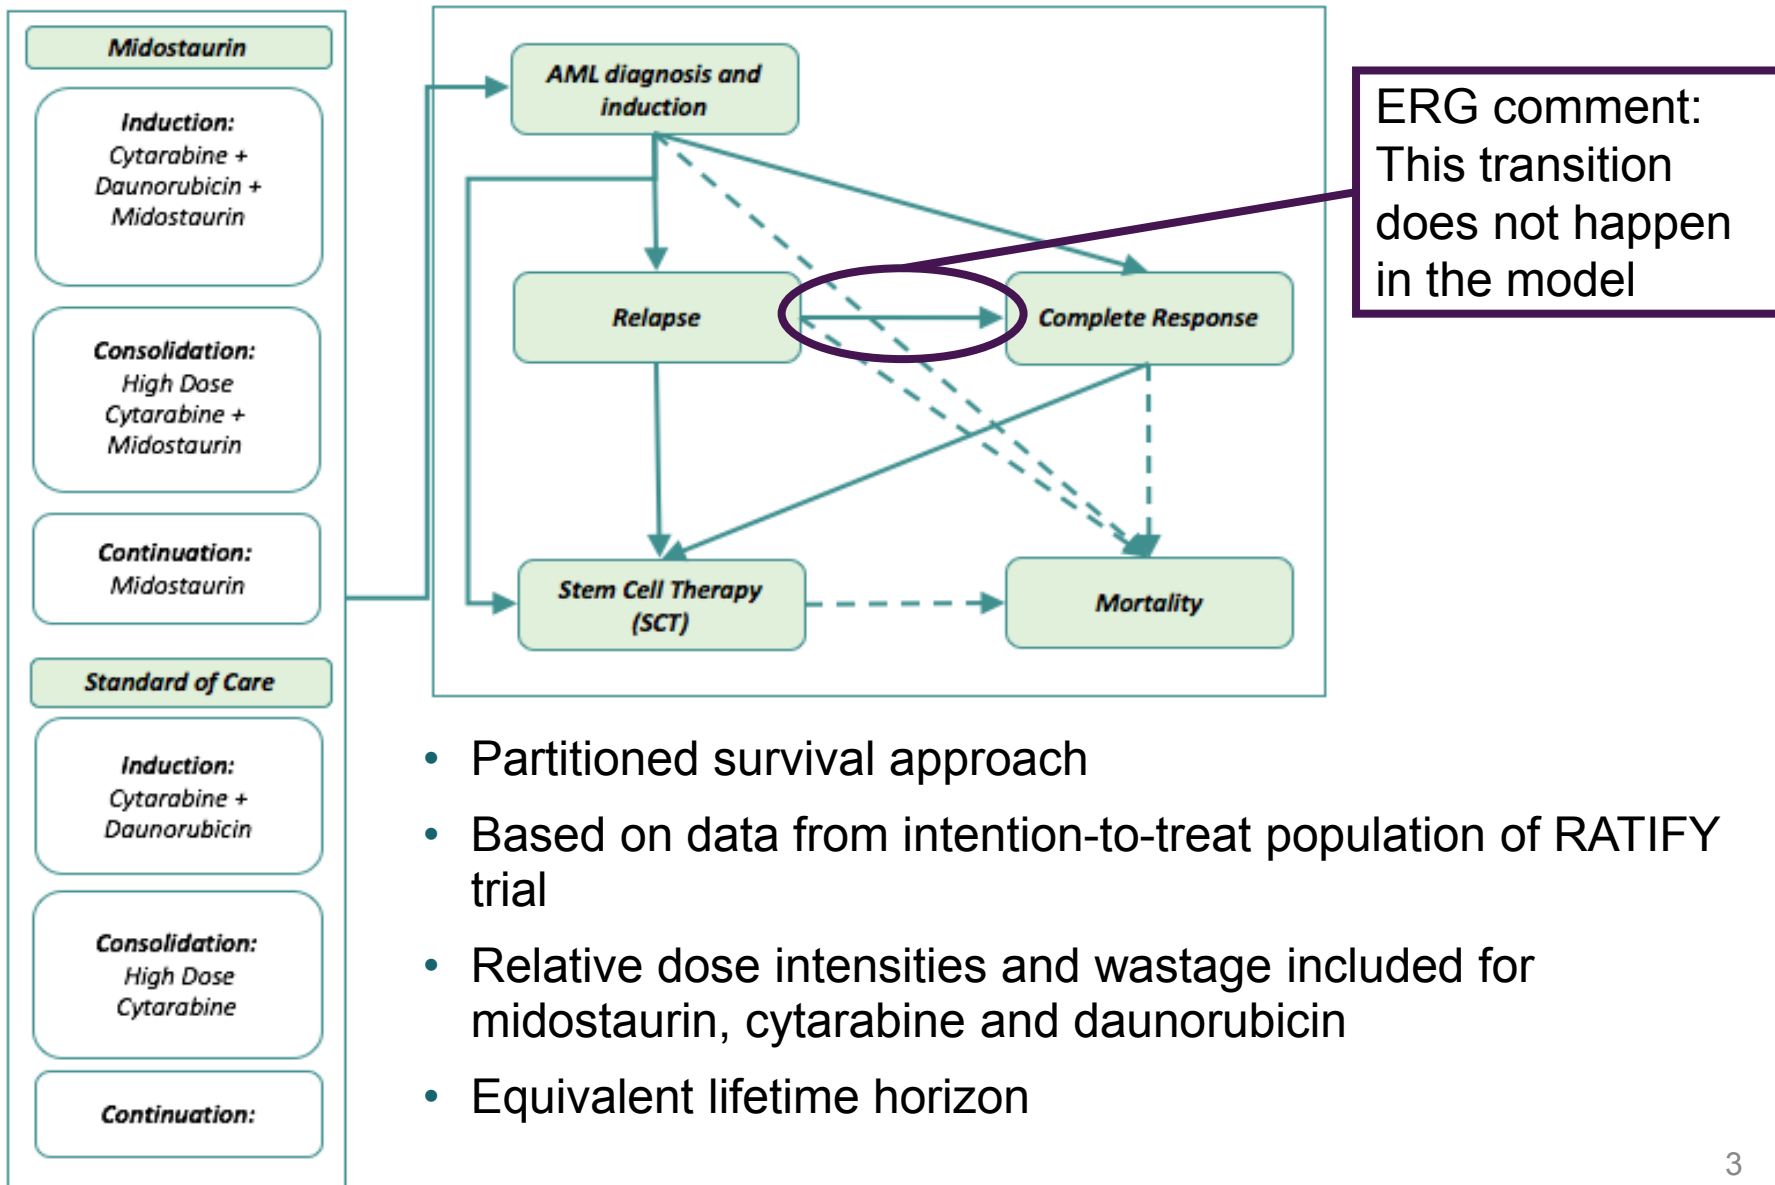 Midostaurin
Induction:
Cytarabine +
Daunorubicin +
Midostaurin
Consolidation:
High Dose
Cytarabine +
Midostaurin
Continuation:
Midostaurin
Standard of Care
Induction:
Cytarabine +
Daunorubicin
Consolidation:
High Dose
Cytarabine
Continuation:
AML diagnosis and
induction
Relapse
Complete Response
Stem Cell Therapy
(SCT)
Mortality
ERG comment:
This transition
does not happen
in the model
• Partitioned survival approach
• Based on data from intention-to-treat population of RATIFY
trial
• Relative dose intensities and wastage included for
midostaurin, cytarabine and daunorubicin
• Equivalent lifetime horizon
3